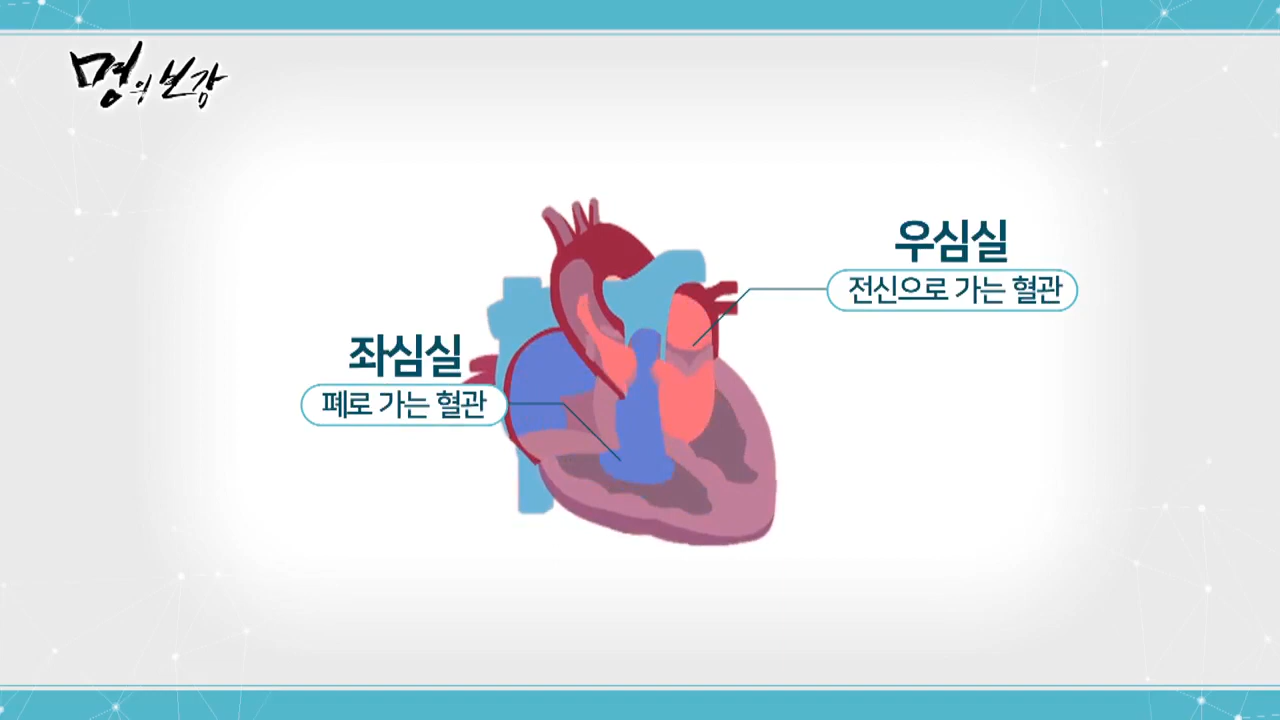 명의보감
우심실
전신으로 가는 혈관
좌심실
폐로 가는 혈관